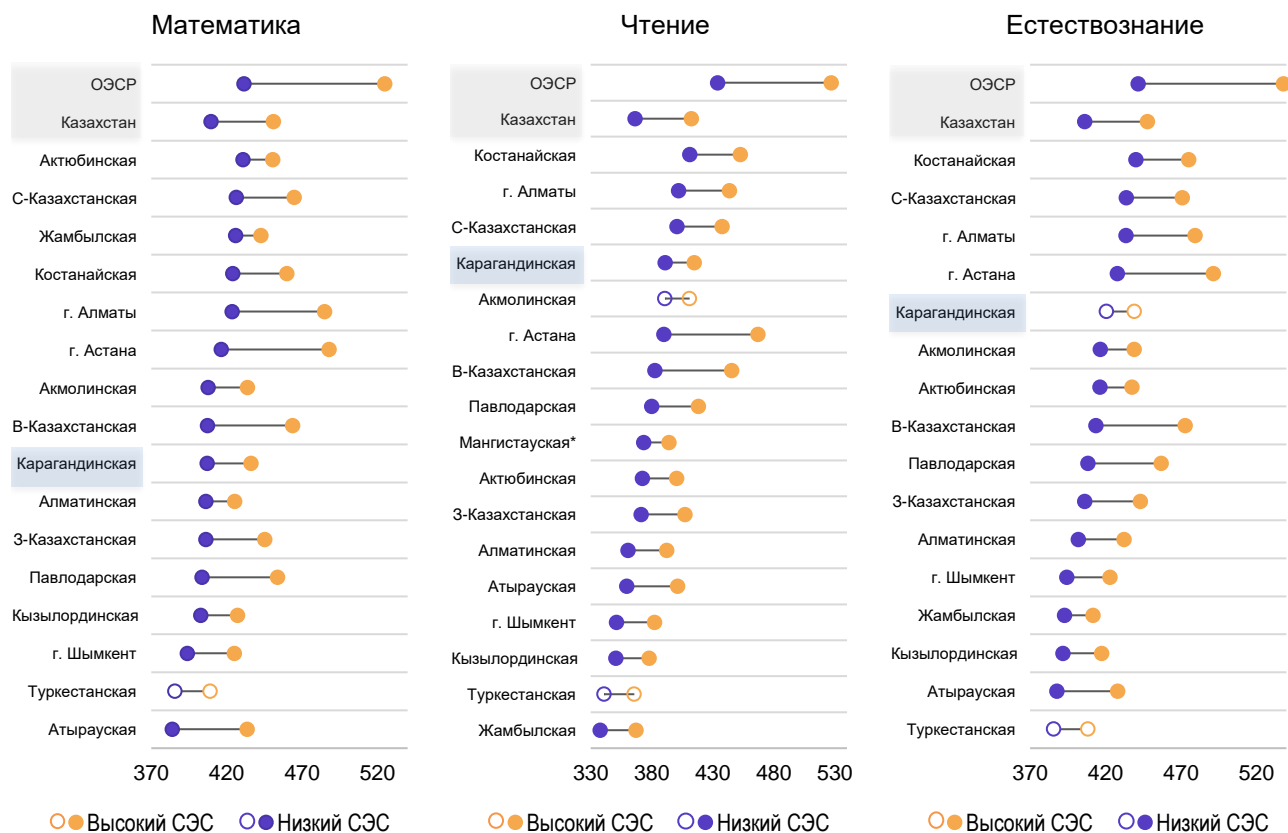 Математика
ОЭСР
Казахстан
Актюбинская
С-Казахстанская
Жамбылская
Костанайская
г. Алматы
г. Астана
Акмолинская
В-Казахстанская
Карагандинская
Алматинская
З-Казахстанская
Павлодарская
Кызылординская
г. Шымкент
Туркестанская
Атырауская
370 420 470 520
Высокий СЭС Низкий СЭС
Чтение
ОЭСР
Казахстан
Костанайская
г. Алматы
С-Казахстанская
Карагандинская
Акмолинская
г. Астана
В-Казахстанская
Павлодарская
Мангистауская*
Актюбинская
З-Казахстанская
Алматинская
Атырауская
г. Шымкент
Кызылординская
Туркестанская
Жамбылская
330 380 430 480 530
Высокий СЭС Низкий СЭС
Естествознание
ОЭСР
Казахстан
Костанайская
С-Казахстанская
г. Алматы
г. Астана
Карагандинская
Акмолинская
Актюбинская
В-Казахстанская
Павлодарская
З-Казахстанская
Алматинская
г. Шымкент
Жамбылская
Кызылординская
Атырауская
Туркестанская
370 420 470 520
Высокий СЭС Низкий СЭС